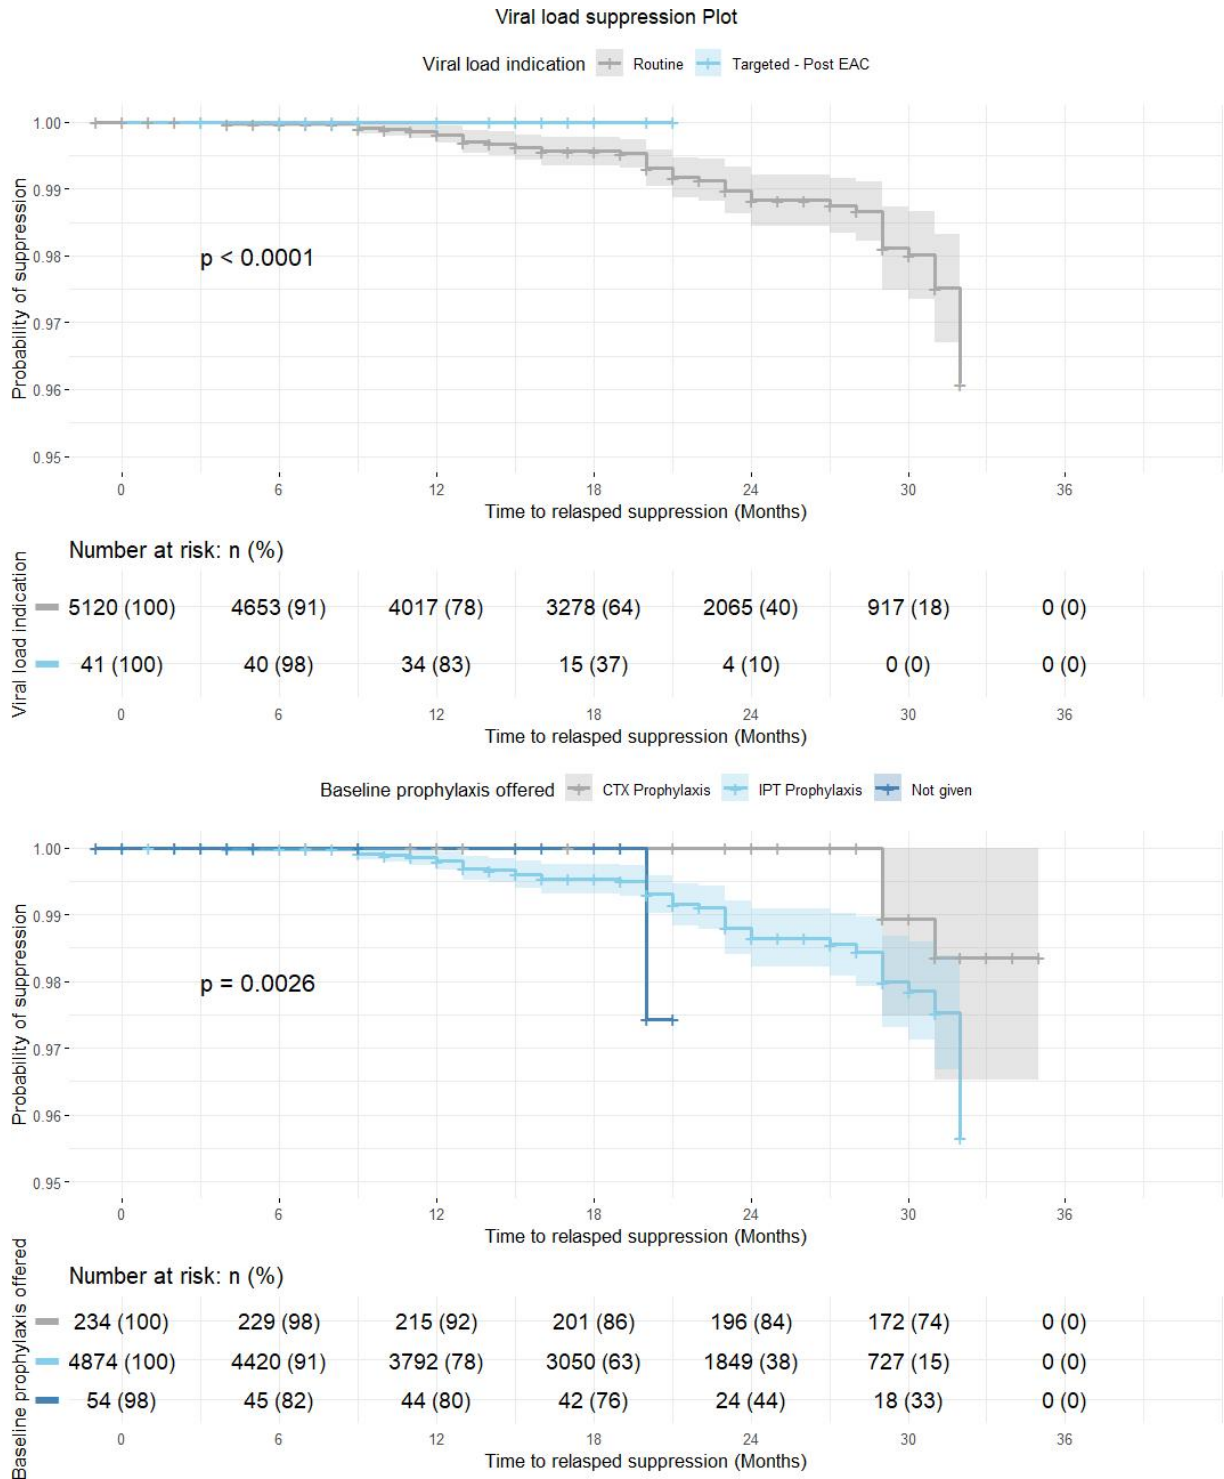 Viral load suppression Plot
Viral load indication Routine Targeted - Post EAC
Probability of suppression
1.00
0.99
0.98
0.97
0.96
0.95
p < 0.0001
0 6 12 18 24 30 36
Time to relapsed suppression (Months)
Number at risk: n (%)
Viral load indication
5120 (100) 4653 (91) 4017 (78) 3278 (64) 2065 (40) 917 (18) 0 (0)
41 (100) 40 (98) 34 (83) 15 (37) 4 (10) 0 (0) 0 (0)
0 6 12 18 24 30 36
Time to relapsed suppression (Months)
Baseline prophylaxis offered CTX Prophylaxis IPT Prophylaxis Not given
Probability of suppression
1.00
0.99
0.98
0.97
0.96
0.95
p = 0.0026
0 6 12 18 24 30 36
Time to relapsed suppression (Months)
Number at risk: n (%)
Baseline prophylaxis offered
234 (100) 229 (98) 215 (92) 201 (86) 196 (84) 172 (74) 0 (0)
4874 (100) 4420 (91) 3792 (78) 3050 (63) 1849 (38) 727 (15) 0 (0)
54 (98) 45 (82) 44 (80) 42 (76) 24 (44) 18 (33) 0 (0)
0 6 12 18 24 30 36
Time to relapsed suppression (Months)